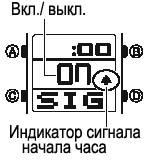 Вкл./ выкл.
:00
A
B
ON
C
D
SIG
Индикатор сигнала
начала часа